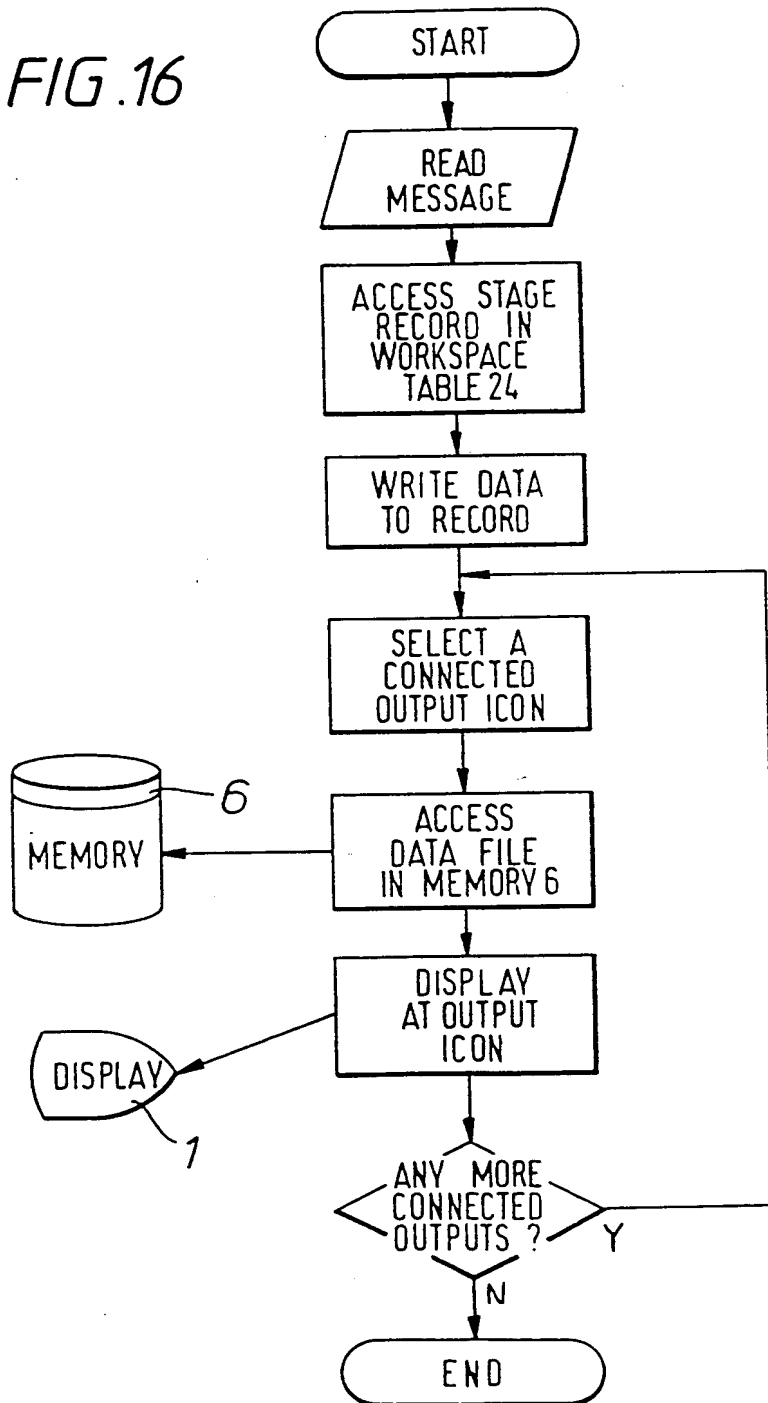 FIG.16
START
READ
MESSAGE
ACCESS STAGE
RECORD IN
WORKSPACE
TABLE 24
WRITE DATA
TO RECORD
SELECT A
CONNECTED
OUTPUT ICON
ACCESS
DATA FILE
IN MEMORY 6
6
MEMORY
DISPLAY
AT OUTPUT
ICON
DISPLAY
1
ANY MORE
CONNECTED
OUTPUTS ?
Y
N
END